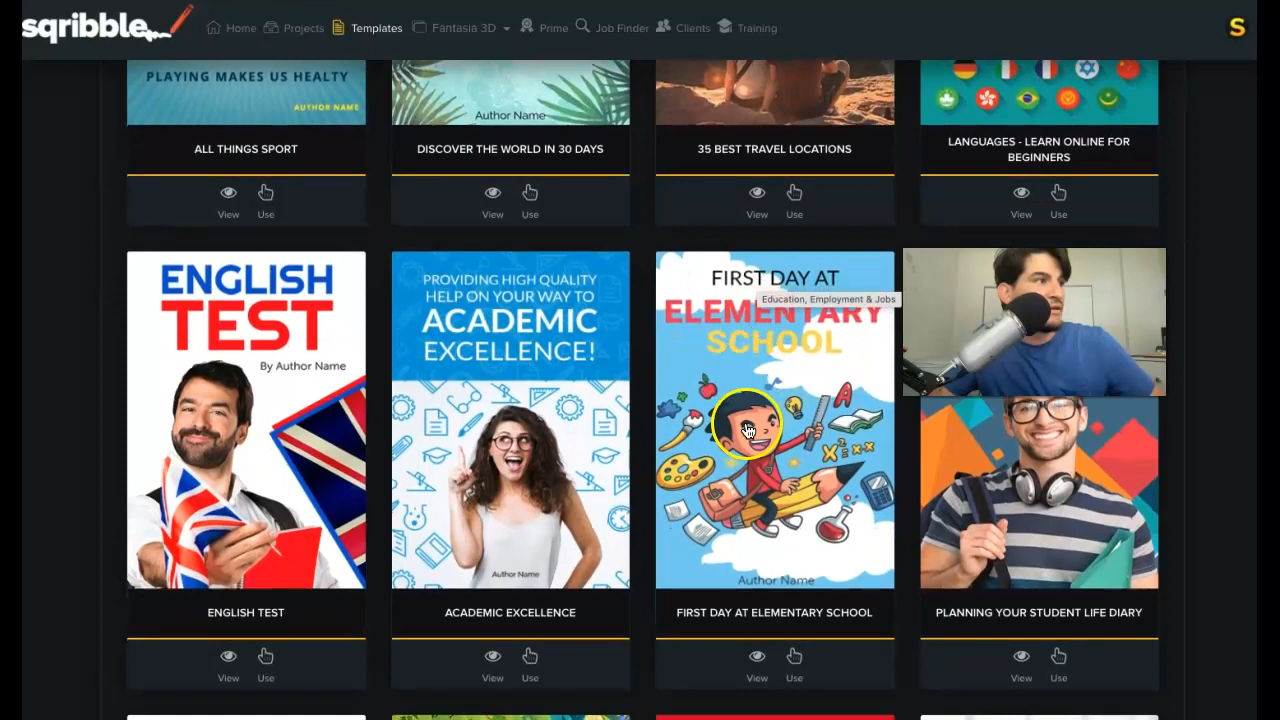 sqribble
Home Projects Templates Fantasia 3D Prime Job Finder Clients Training
S
PLAYING MAKES US HEALTY
AUTHOR NAME
Author Name
ALL THINGS SPORT
DISCOVER THE WORLD IN 30 DAYS
35 BEST TRAVEL LOCATIONS
LANGUAGES - LEARN ONLINE FOR
BEGINNERS
View Use
View Use
View Use
View Use
ENGLISH
TEST
By Author Name
PROVIDING HIGH QUALITY
HELP ON YOUR WAY TO
ACADEMIC
EXCELLENCE!
Author Name
FIRST DAY AT
Education, Employment & Jobs
ELEMENTARY
SCHOOL
A
Author Name
ENGLISH TEST
ACADEMIC EXCELLENCE
FIRST DAY AT ELEMENTARY SCHOOL
PLANNING YOUR STUDENT LIFE DIARY
View Use
View Use
View Use
View Use